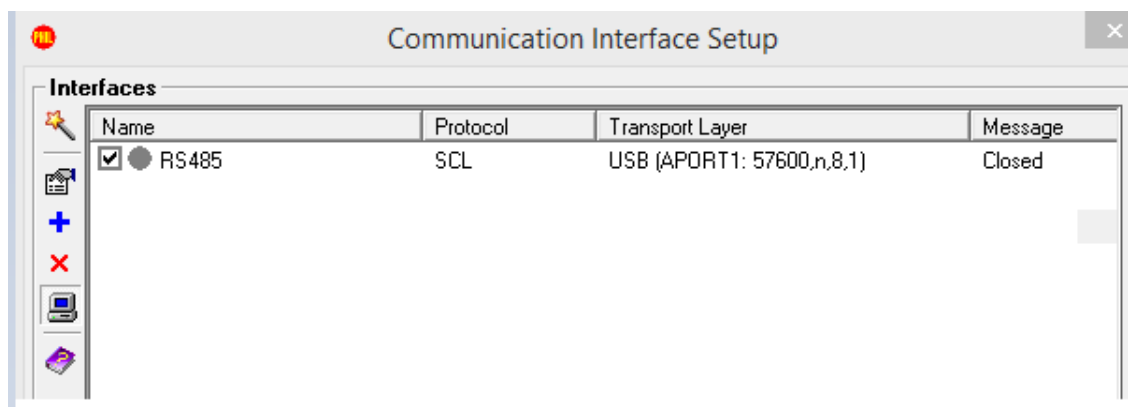 Communication Interface Setup
Interfaces
Name Protocol Transport Layer Message
RS485 SCL USB (APORT1: 57600,n,8,1) Closed